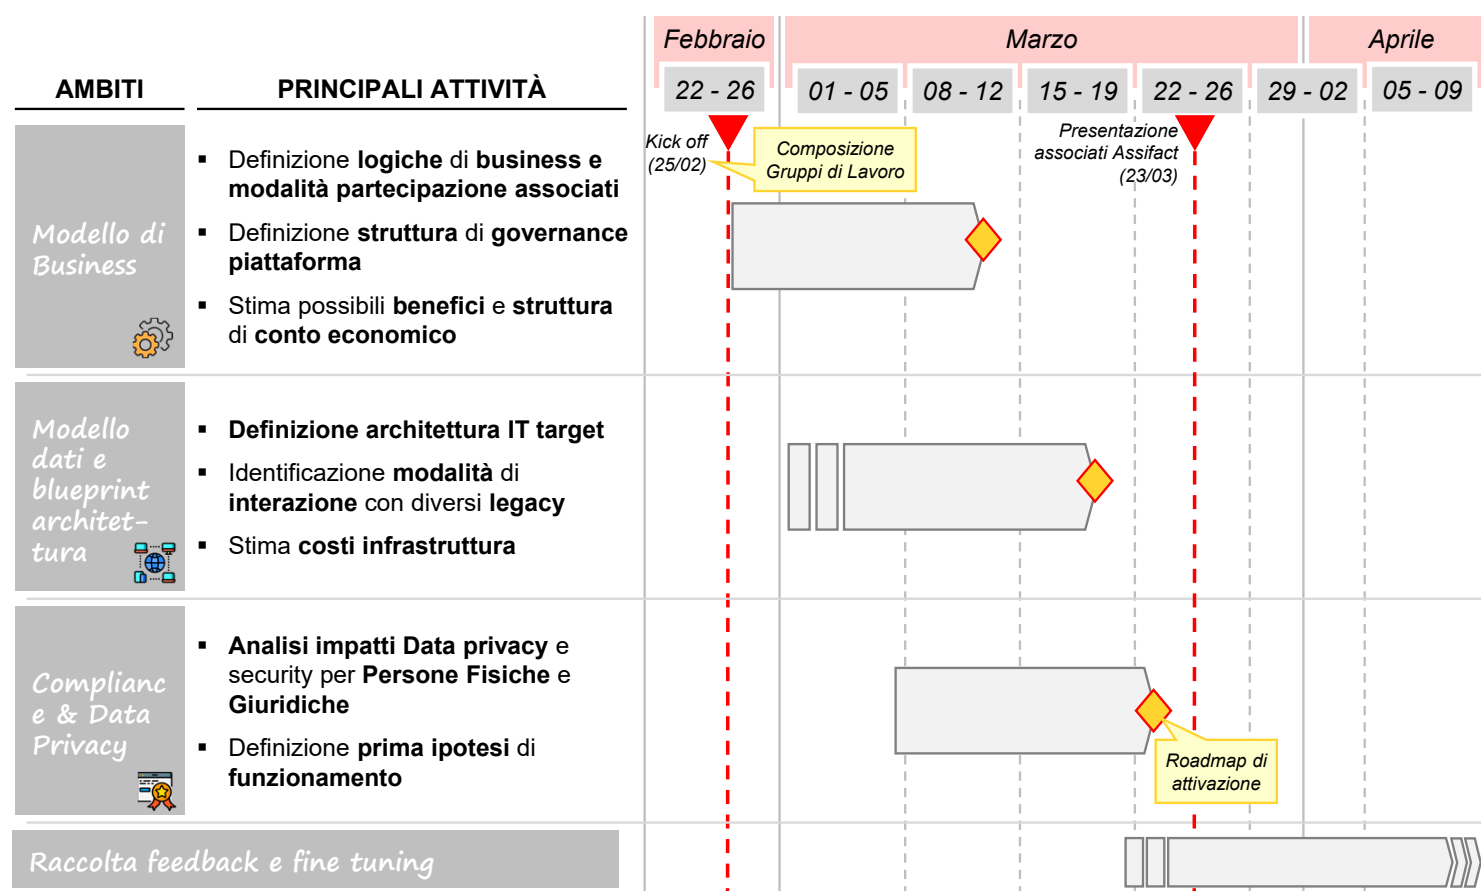 Febbraio
Marzo
Aprile
AMBITI
PRINCIPALI ATTIVITÀ
22 - 26
01 - 05
08 - 12
15 - 19
22 - 26
29 - 02
05 - 09
Kick off
(25/02)
Composizione
Gruppi di Lavoro
Presentazione
associati Assifact
(23/03)
Modello di
Business
▪ Definizione logiche di business e
modalità partecipazione associati
▪ Definizione struttura di governance
piattaforma
▪ Stima possibili benefici e struttura
di conto economico
Modello
dati e
blueprint
architet-
tura
▪ Definizione architettura IT target
▪ Identificazione modalità di
interazione con diversi legacy
▪ Stima costi infrastruttura
Complianc
e & Data
Privacy
▪ Analisi impatti Data privacy e
security per Persone Fisiche e
Giuridiche
▪ Definizione prima ipotesi di
funzionamento
Roadmap di
attivazione
Raccolta feedback e fine tuning